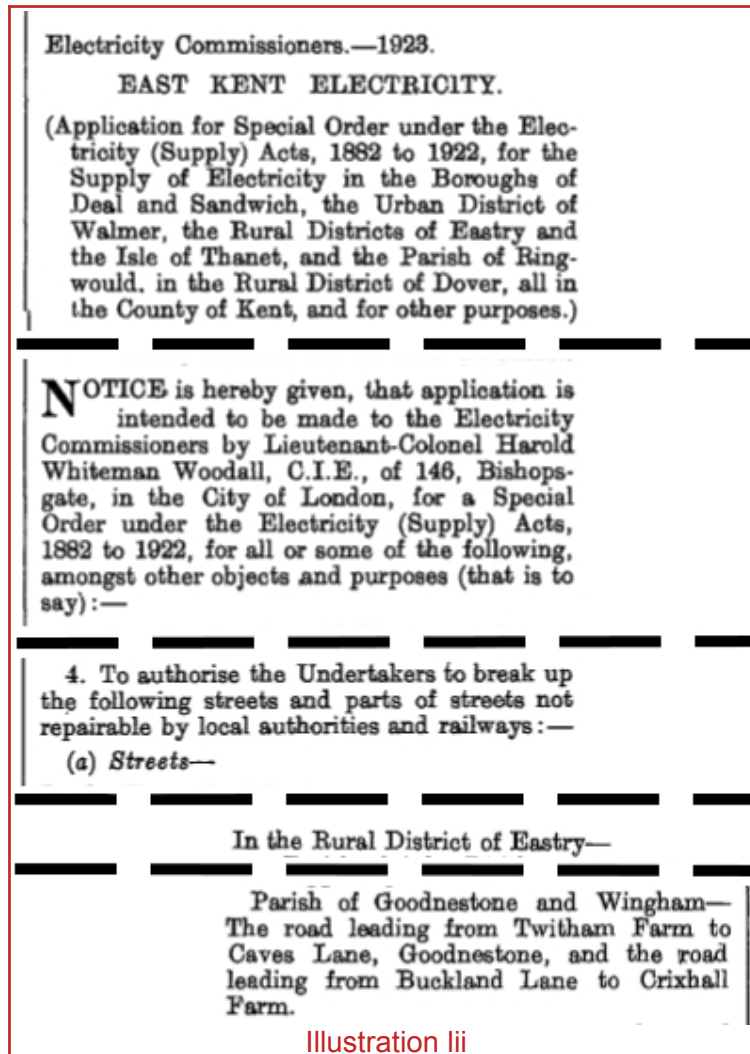 Electricity Commissioners.—1923.
EAST KENT ELECTRICITY.
(Application for Special Order under the Elec-
tricity (Supply) Acts, 1882 to 1922, for the
Supply of Electricity in the Boroughs of
Deal and Sandwich, the Urban District of
Walmer, the Rural Districts of Eastry and
the Isle of Thanet, and the Parish of Ring-
would. in the Rural District of Dover, all in
the County of Kent, and for other purposes.)
NOTICE is hereby given, that application is
intended to be made to the Electricity
Commissioners by Lieutenant-Colonel Harold
Whiteman Woodall, C.I.E., of 146, Bishops-
gate, in the City of London, for a Special
Order under the Electricity (Supply) Acts,
1882 to 1922, for all or some of the following,
amongst other objects and purposes (that is to
say):—
4. To authorise the Undertakers to break up
the following streets and parts of streets not
repairable by local authorities and railways:—
(a) Streets—
In the Rural District of Eastry—
Parish of Goodnestone and Wingham—
The road leading from Twitham Farm to
Caves Lane, Goodnestone, and the road
leading from Buckland Lane to Crixhall
Farm.
Illustration Iii